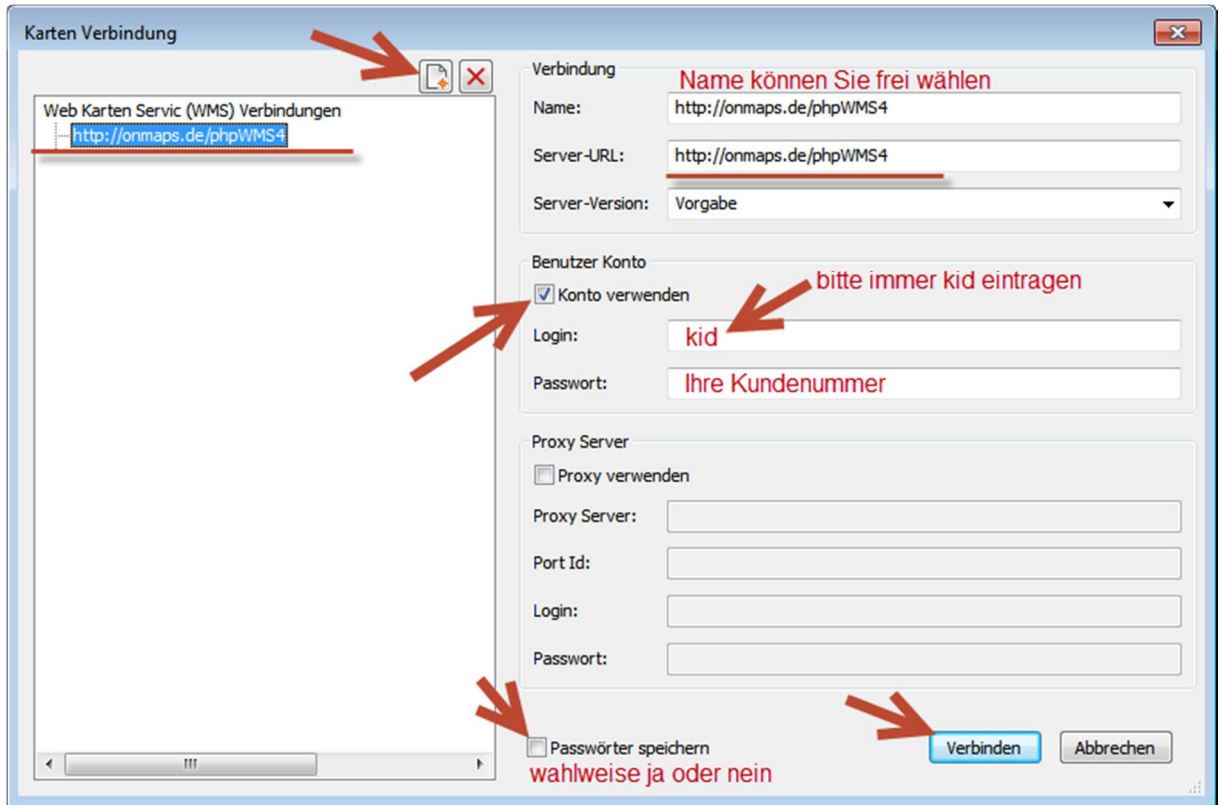 Karten Verbindung
Web Karten Servic (WMS) Verbindungen
http://onmaps.de/phpWMS4
Verbindung
Name können Sie frei wählen
Name:
http://onmaps.de/phpWMS4
Server-URL:
http://onmaps.de/phpWMS4
Server-Version:
Vorgabe
Benutzer Konto
bitte immer kid eintragen
Konto verwenden
Login:
kid
Passwort:
Ihre Kundenummer
Proxy Server
Proxy verwenden
Proxy Server:
Port Id:
Login:
Passwort:
Passwörter speichern
wahlweise ja oder nein
Verbinden
Abbrechen